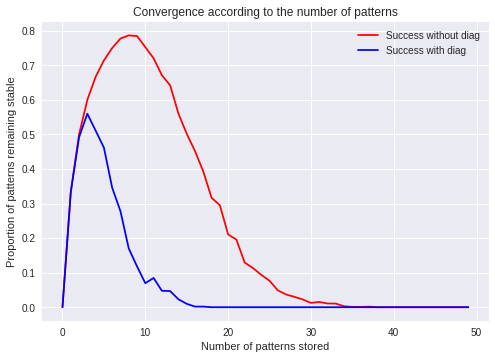 Convergence according to the number of patterns
Success without diag
Success with diag
Proportion of patterns remaining stable
0.8
0.7
0.6
0.5
0.4
0.3
0.2
0.1
0.0
0 10 20 30 40 50
Number of patterns stored